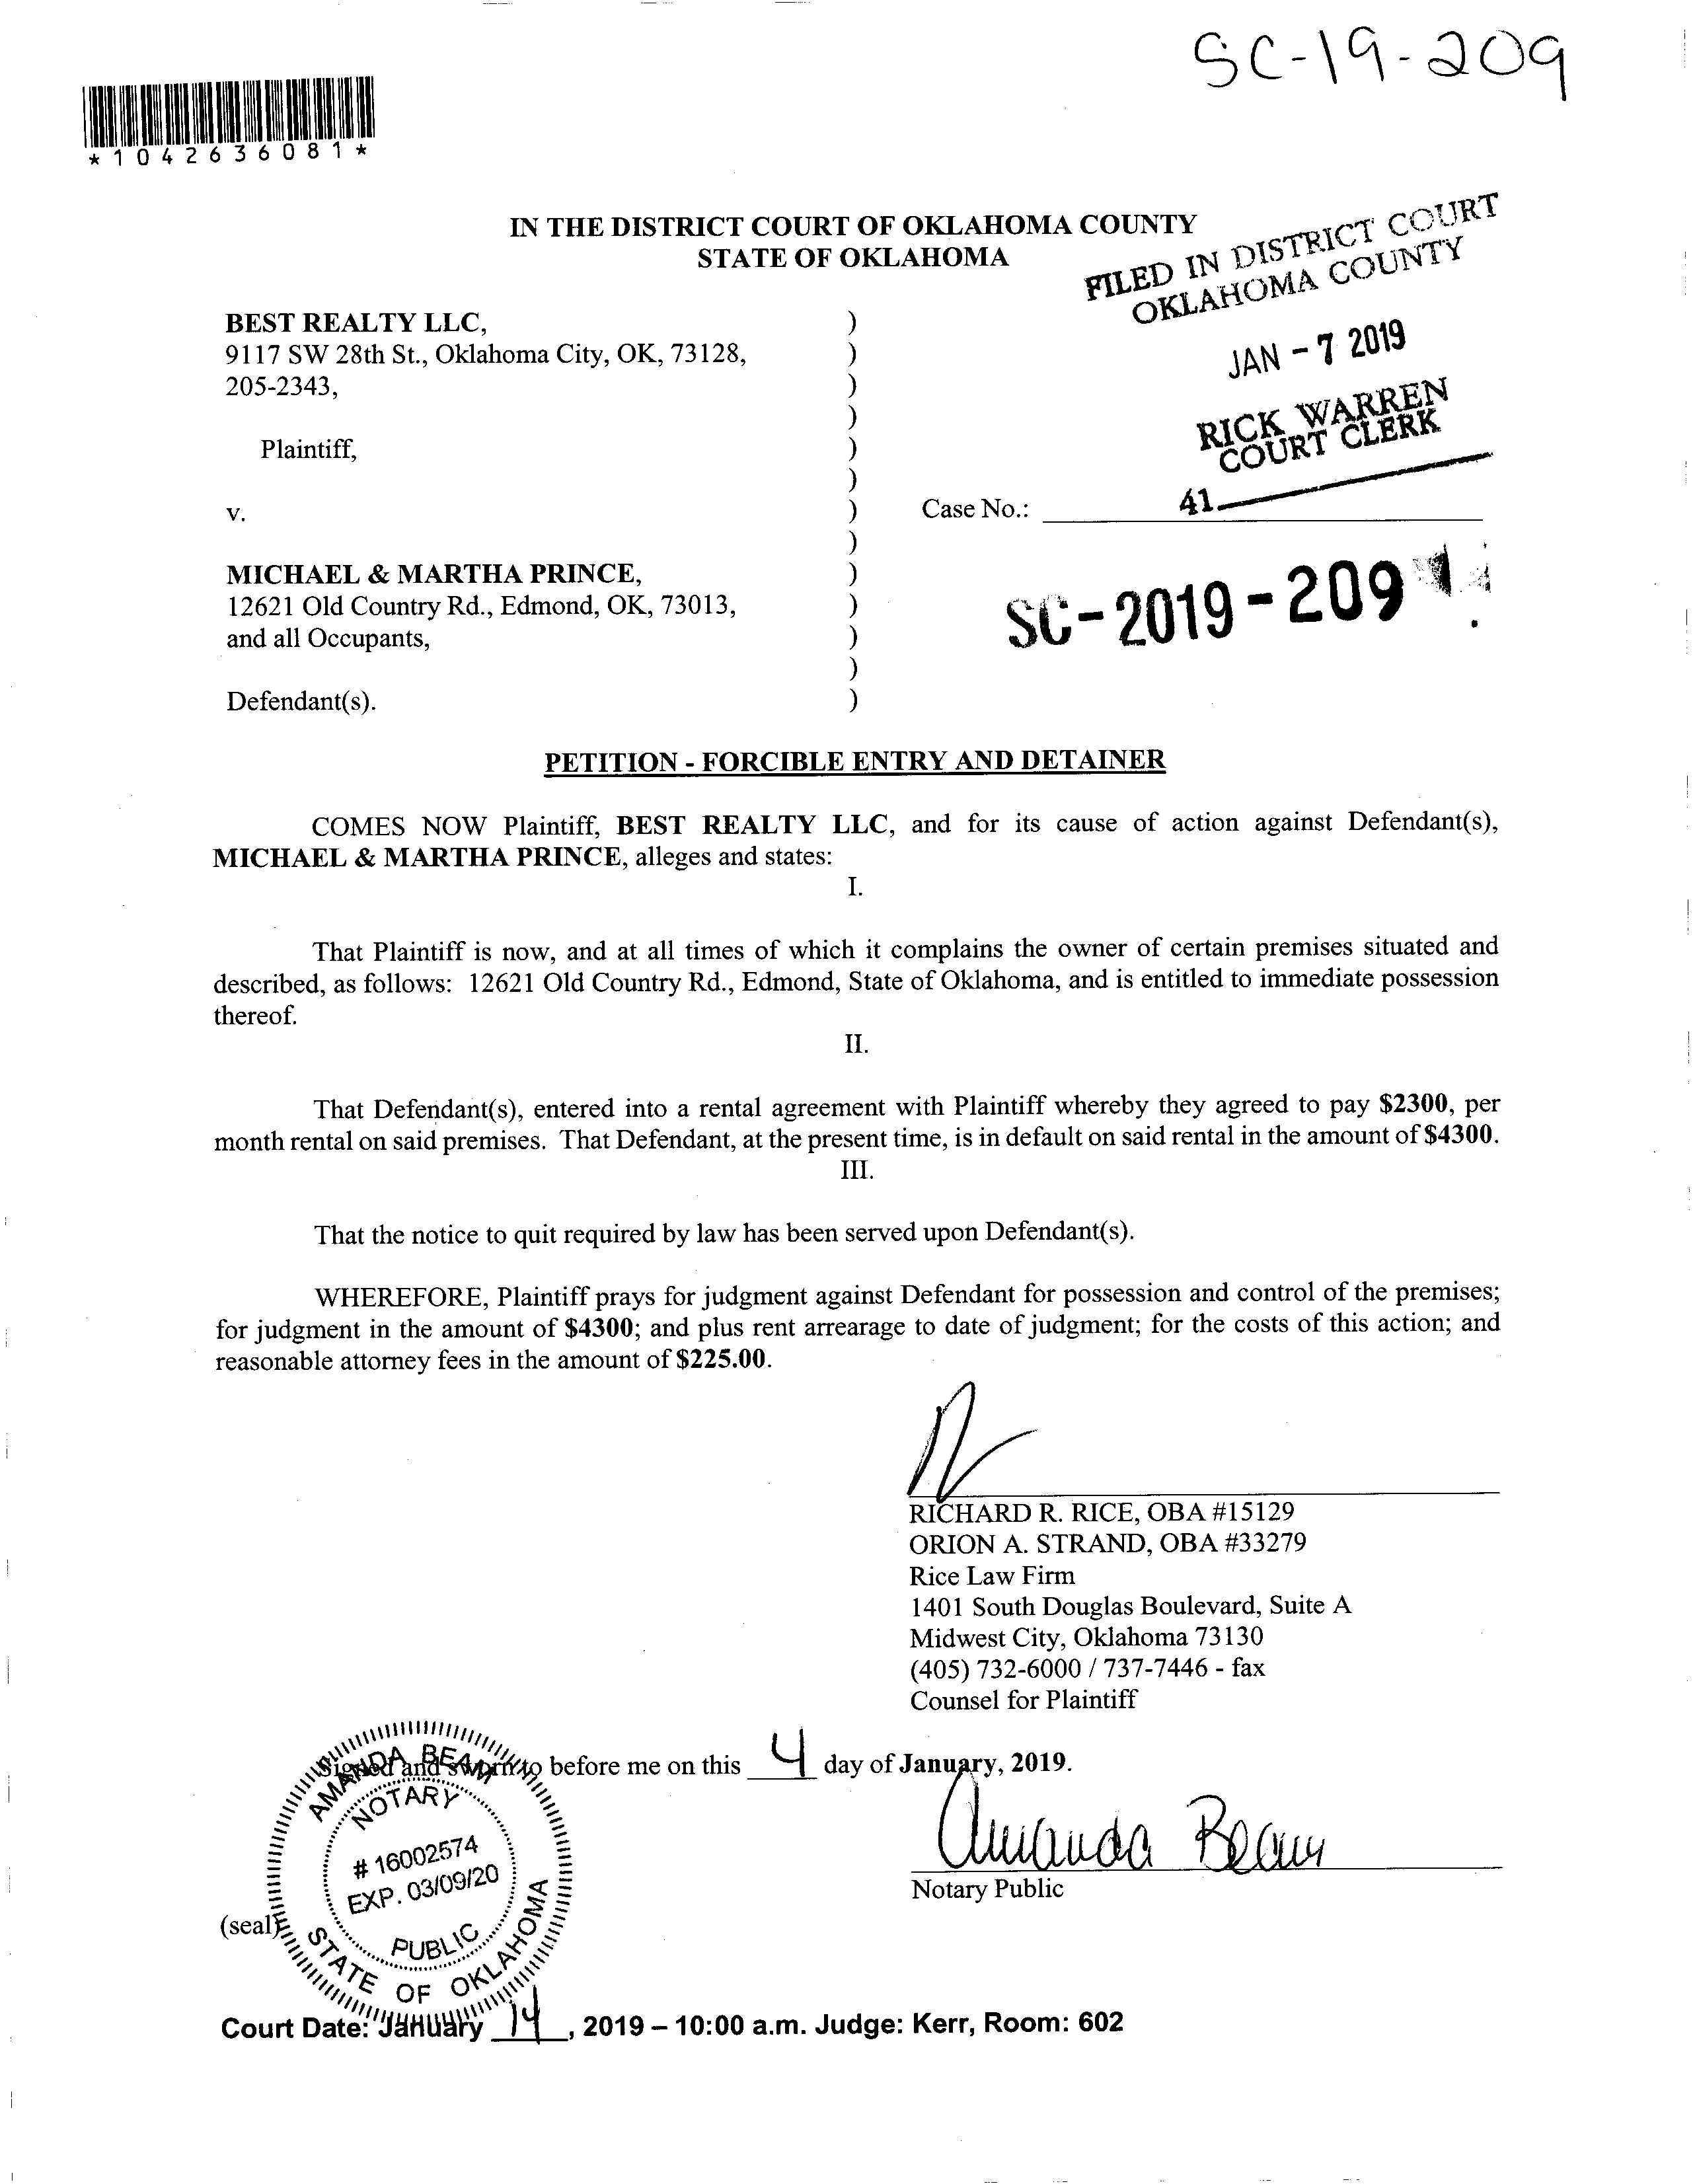 SC-19-209
*1042636081*
IN THE DISTRICT COURT OF OKLAHOMA COUNTY
STATE OF OKLAHOMA
FILED IN DISTRICT COURT
OKLAHOMA COUNTY
JAN - 7 2019
RICK WARREN
COURT CLERK
41
BEST REALTY LLC, )
9117 SW 28th St., Oklahoma City, OK, 73128, )
205-2343, )
)
Plaintiff, )
)
v. ) Case No.:
)
MICHAEL & MARTHA PRINCE, )
12621 Old Country Rd., Edmond, OK, 73013, )
and all Occupants, )
)
Defendant(s). )
SC-2019-209
PETITION - FORCIBLE ENTRY AND DETAINER
COMES NOW Plaintiff, BEST REALTY LLC, and for its cause of action against Defendant(s),
MICHAEL & MARTHA PRINCE, alleges and states:
I.
That Plaintiff is now, and at all times of which it complains the owner of certain premises situated and
described, as follows: 12621 Old Country Rd., Edmond, State of Oklahoma, and is entitled to immediate possession
thereof.
II.
That Defendant(s), entered into a rental agreement with Plaintiff whereby they agreed to pay $2300, per
month rental on said premises. That Defendant, at the present time, is in default on said rental in the amount of $4300.
III.
That the notice to quit required by law has been served upon Defendant(s).
WHEREFORE, Plaintiff prays for judgment against Defendant for possession and control of the premises;
for judgment in the amount of $4300; and plus rent arrearage to date of judgment; for the costs of this action; and
reasonable attorney fees in the amount of $225.00.
RICHARD R. RICE, OBA #15129
ORION A. STRAND, OBA #33279
Rice Law Firm
1401 South Douglas Boulevard, Suite A
Midwest City, Oklahoma 73130
(405) 732-6000 / 737-7446 - fax
Counsel for Plaintiff
Signed and sworn to before me on this 4 day of January, 2019.
Amanda Beam
Notary Public
AMANDA BEAM
NOTARY
# 16002574
EXP. 03/09/20
PUBLIC
STATE OF OKLAHOMA
(seal)
Court Date: January 14, 2019 – 10:00 a.m. Judge: Kerr, Room: 602